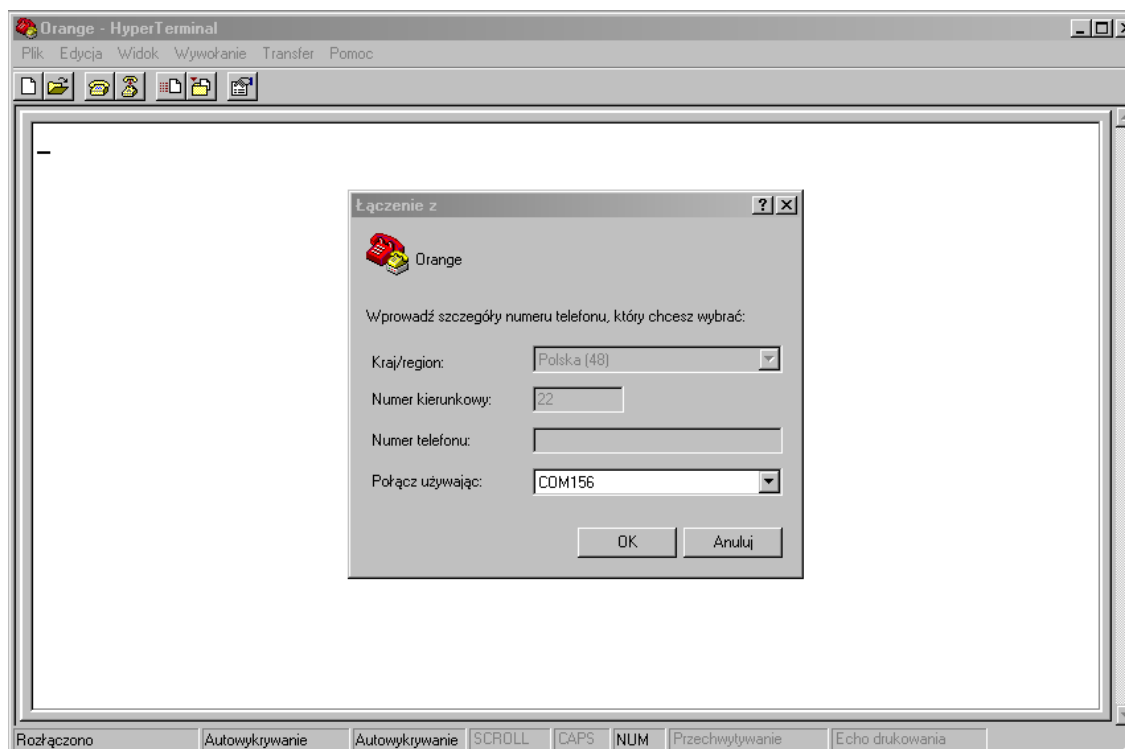 Orange - HyperTerminal
Plik Edycja Widok Wywołanie Transfer Pomoc
Łączenie z
Orange
Wprowadź szczegóły numeru telefonu, który chcesz wybrać:
Kraj/region: Polska (48)
Numer kierunkowy: 22
Numer telefonu:
Połącz używając: COM156
OK Anuluj
Rozłączono Autowykrywanie Autowykrywanie SCROLL CAPS NUM Przechwytywanie Echo drukowania